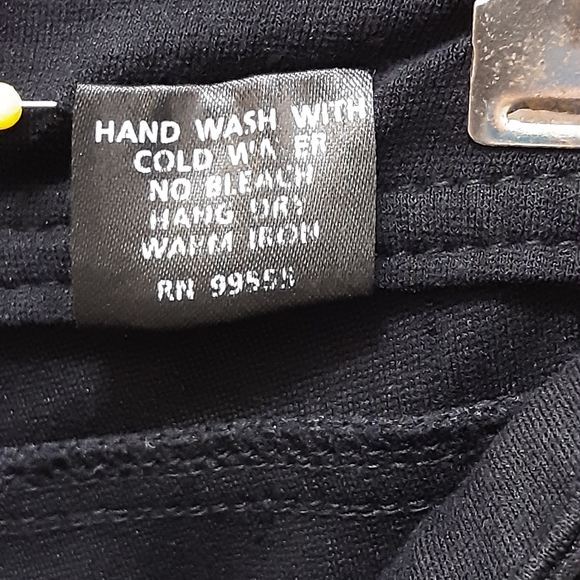 HAND WASH WITH
COLD WATER
NO BLEACH
HANG DRY
WARM IRON
RN